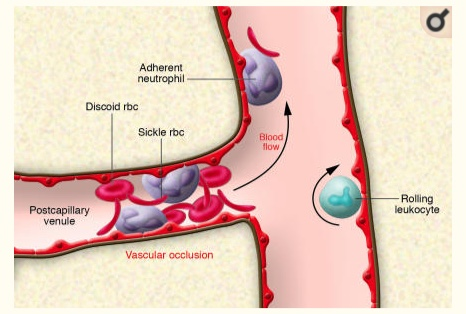 Adherent
neutrophil
Discoid rbc
Sickle rbc
Blood
flow
Postcapillary
venule
Rolling
leukocyte
Vascular occlusion